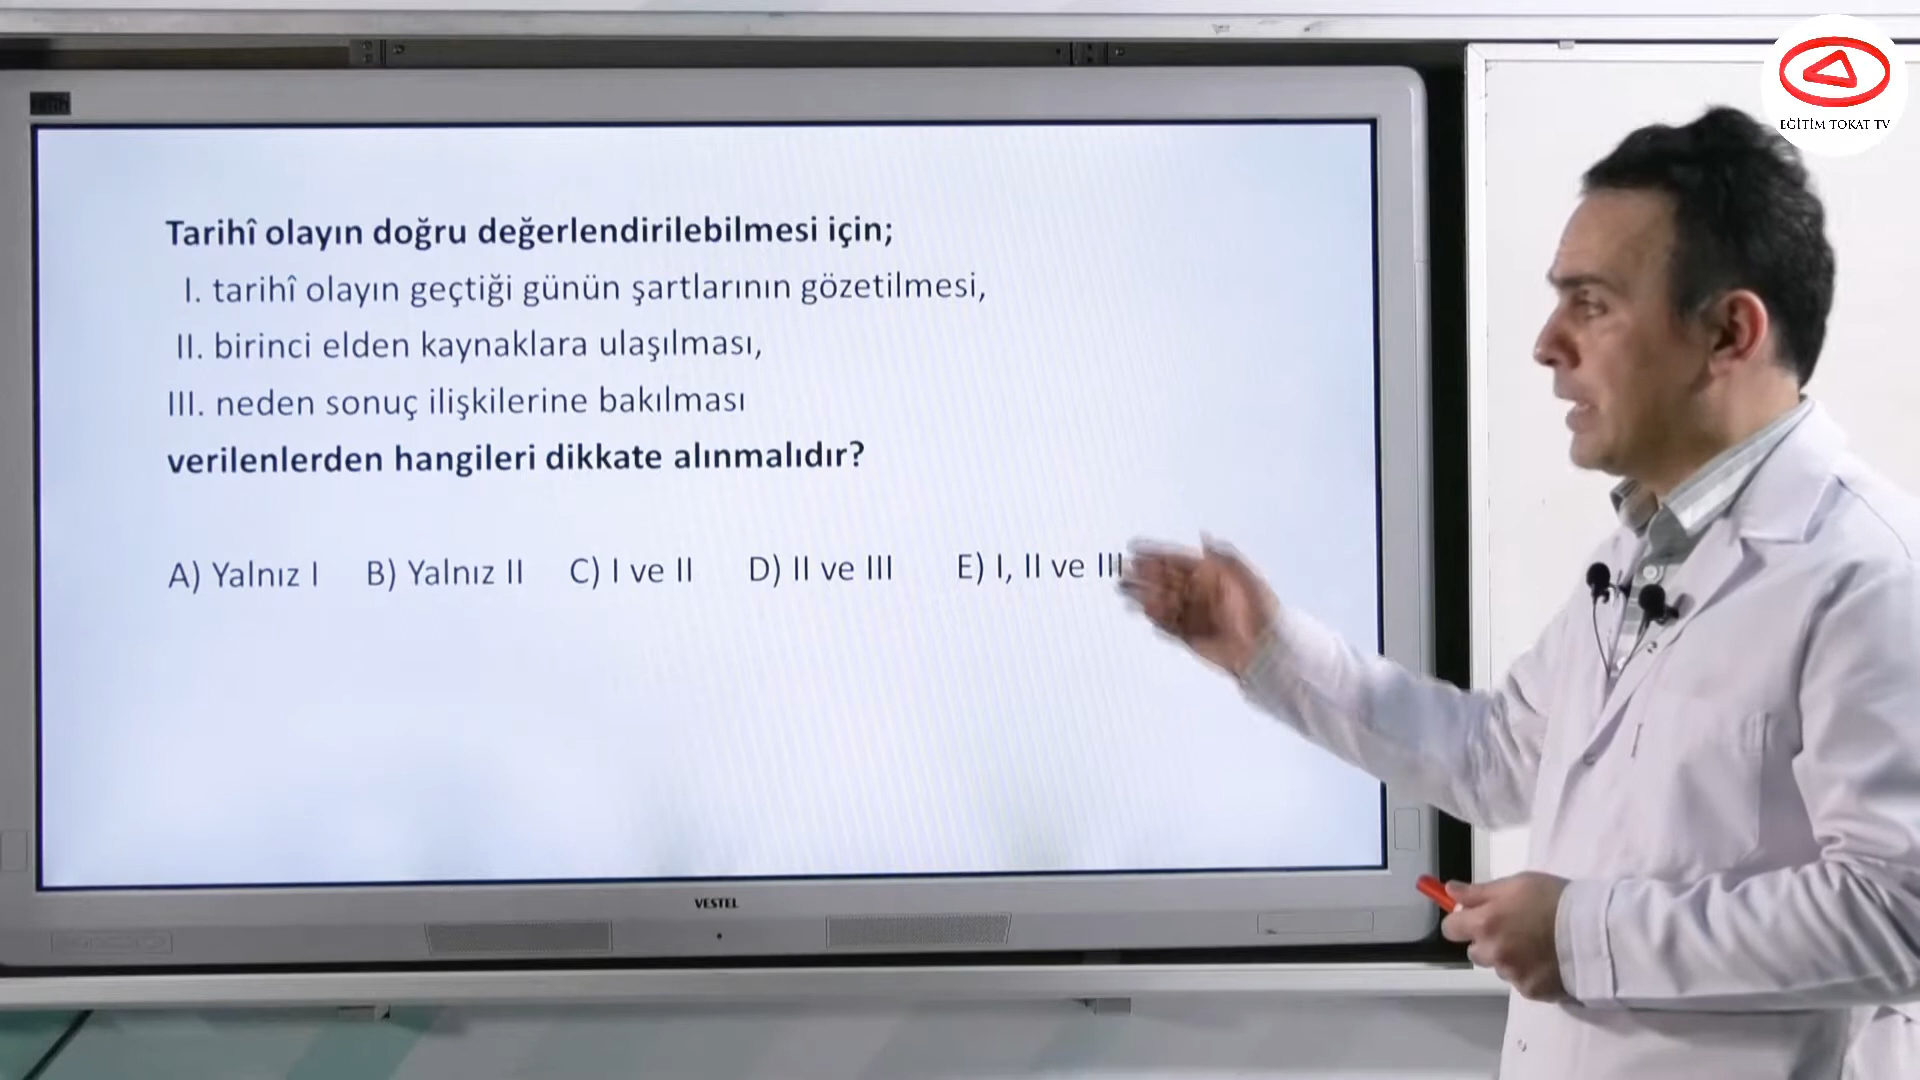 EĞİTİM TOKAT TV
Tarihî olayın doğru değerlendirilebilmesi için;
I. tarihî olayın geçtiği günün şartlarının gözetilmesi,
II. birinci elden kaynaklara ulaşılması,
III. neden sonuç ilişkilerine bakılması
verilenlerden hangileri dikkate alınmalıdır?
A) Yalnız I B) Yalnız II C) I ve II D) II ve III E) I, II ve III
VESTEL